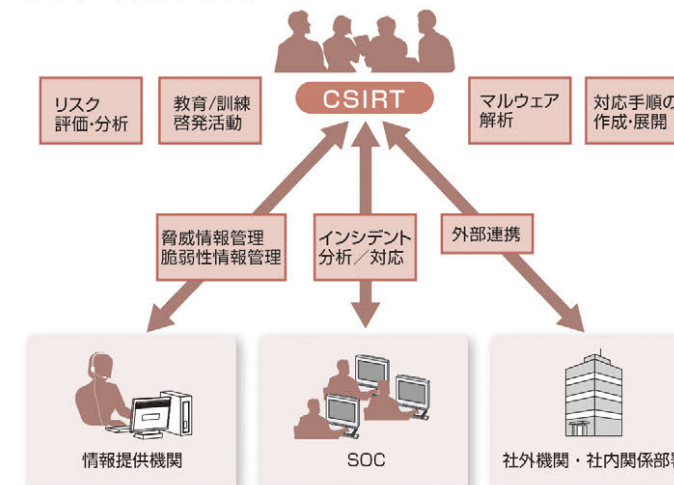 CSIRT
リスク
評価・分析
教育/訓練
啓発活動
マルウェア
解析
対応手順の
作成・展開
脅威情報管理
脆弱性情報管理
インシデント
分析／対応
外部連携
情報提供機関
SOC
社外機関・社内関係部署